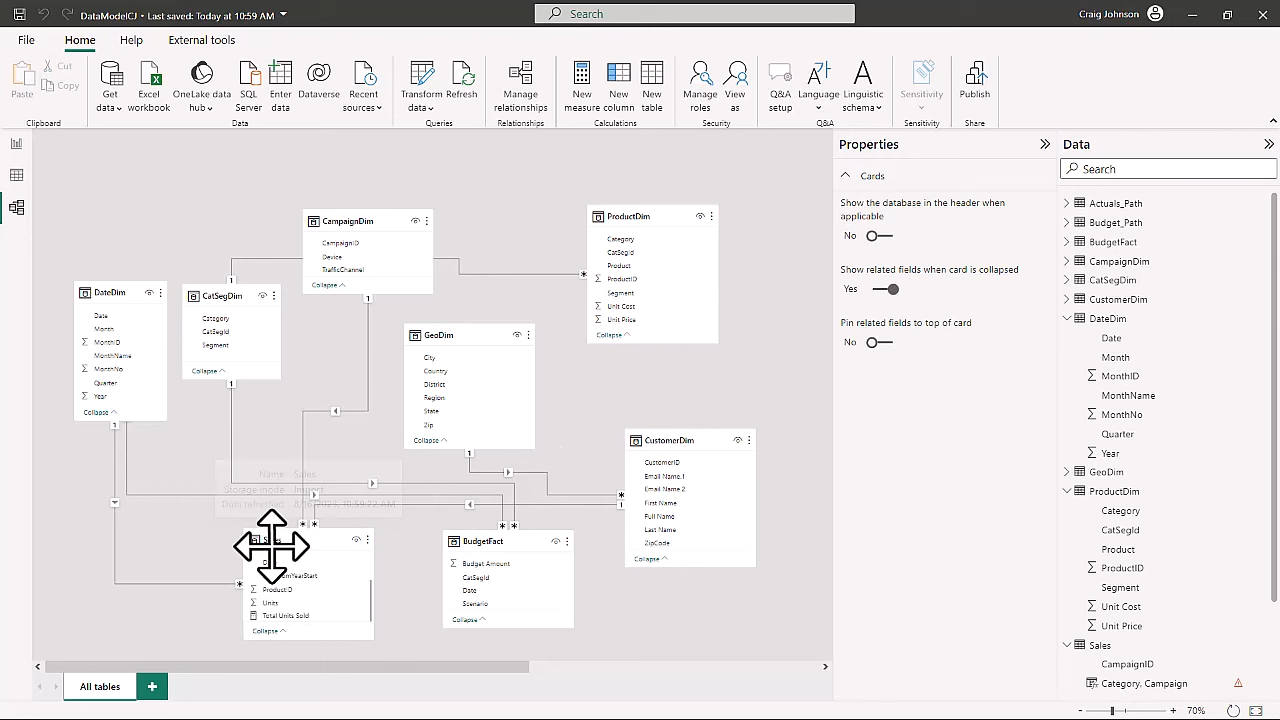 DataModelCJ • Last saved: Today at 10:59 AM
Search
Craig Johnson
File
Home
Help
External tools
Paste
Cut
Copy
Clipboard
Get data
Excel workbook
OneLake data hub
SQL Server
Enter data
Dataverse
Recent sources
Data
Transform data
Refresh
Queries
Manage relationships
Relationships
New measure
New column
New table
Calculations
Manage roles
View as
Security
Q&A setup
Language
Linguistic schema
Q&A
Sensitivity
Sensitivity
Publish
Share
CampaignDim
CampaignID
Device
TrafficChannel
Collapse
ProductDim
Category
CatSegId
Product
ProductID
Segment
Unit Cost
Unit Price
Collapse
DateDim
Date
Month
MonthID
MonthName
MonthNo
Quarter
Year
Collapse
CatSegDim
Category
CatSegId
Segment
Collapse
GeoDim
City
Country
District
Region
State
Zip
Collapse
CustomerDim
CustomerID
Email Name.1
Email Name.2
First Name
Full Name
Last Name
ZipCode
Collapse
Name Sales
Storage mode Import
Data refreshed
ProductID
Units
Total Units Sold
Collapse
BudgetFact
Budget Amount
CatSegId
Date
Scenario
Collapse
All tables
Properties
Cards
Show the database in the header when
applicable
No
Show related fields when card is collapsed
Yes
Pin related fields to top of card
No
Data
Search
Actuals_Path
Budget_Path
BudgetFact
CampaignDim
CatSegDim
CustomerDim
DateDim
Date
Month
MonthID
MonthName
MonthNo
Quarter
Year
GeoDim
ProductDim
Category
CatSegID
Product
ProductID
Segment
Unit Cost
Unit Price
Sales
CampaignID
Category, Campaign
70%